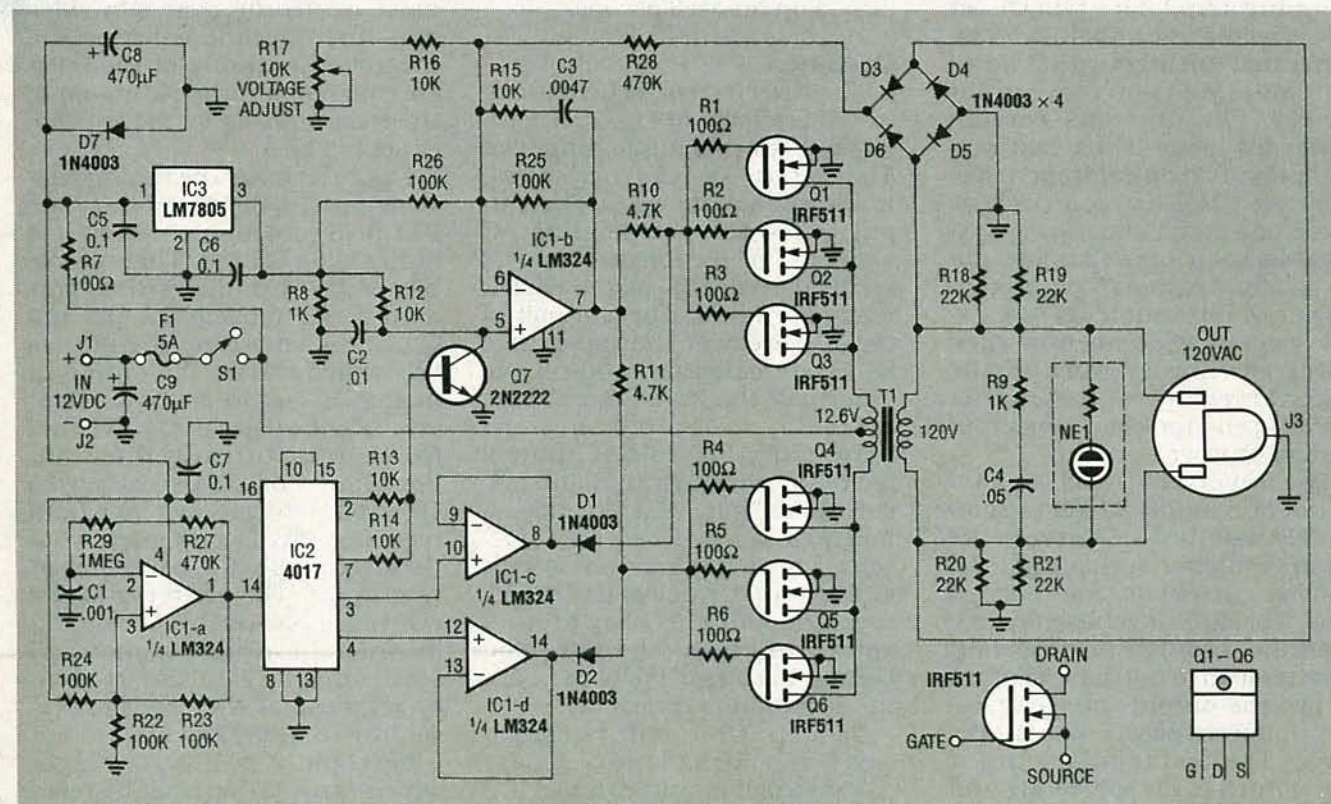 C8
470µF
R17
10K
VOLTAGE
ADJUST
R16
10K
R15
10K
C3
.0047
R28
470K
D3
D4
1N4003 × 4
D6
D5
D7
1N4003
1
IC3
LM7805
3
2
C5
0.1
C6
0.1
R7
100Ω
R26
100K
R25
100K
R1
100Ω
R10
4.7K
R2
100Ω
R3
100Ω
Q1
IRF511
Q2
IRF511
Q3
IRF511
IC1-b
1/4 LM324
6
−
5
+
7
11
R8
1K
R12
10K
C2
.01
Q7
2N2222
R11
4.7K
R18
22K
R19
22K
J1
+
IN
12VDC
−
J2
F1
5A
S1
+
C9
470µF
12.6V
T1
120V
R9
1K
C4
.05
NE1
OUT
120VAC
J3
C7
0.1
16
10
15
IC2
4017
2
7
3
4
14
8
13
R13
10K
R14
10K
9
−
10
+
8
IC1-c
1/4 LM324
D1
1N4003
R4
100Ω
R5
100Ω
R6
100Ω
Q4
IRF511
Q5
IRF511
Q6
IRF511
R20
22K
R21
22K
R29
1MEG
R27
470K
C1
.001
4
2
−
3
+
1
IC1-a
1/4 LM324
R24
100K
R22
100K
R23
100K
12
+
13
−
14
IC1-d
1/4 LM324
D2
1N4003
IRF511
DRAIN
GATE
SOURCE
Q1–Q6
G
D
S
+